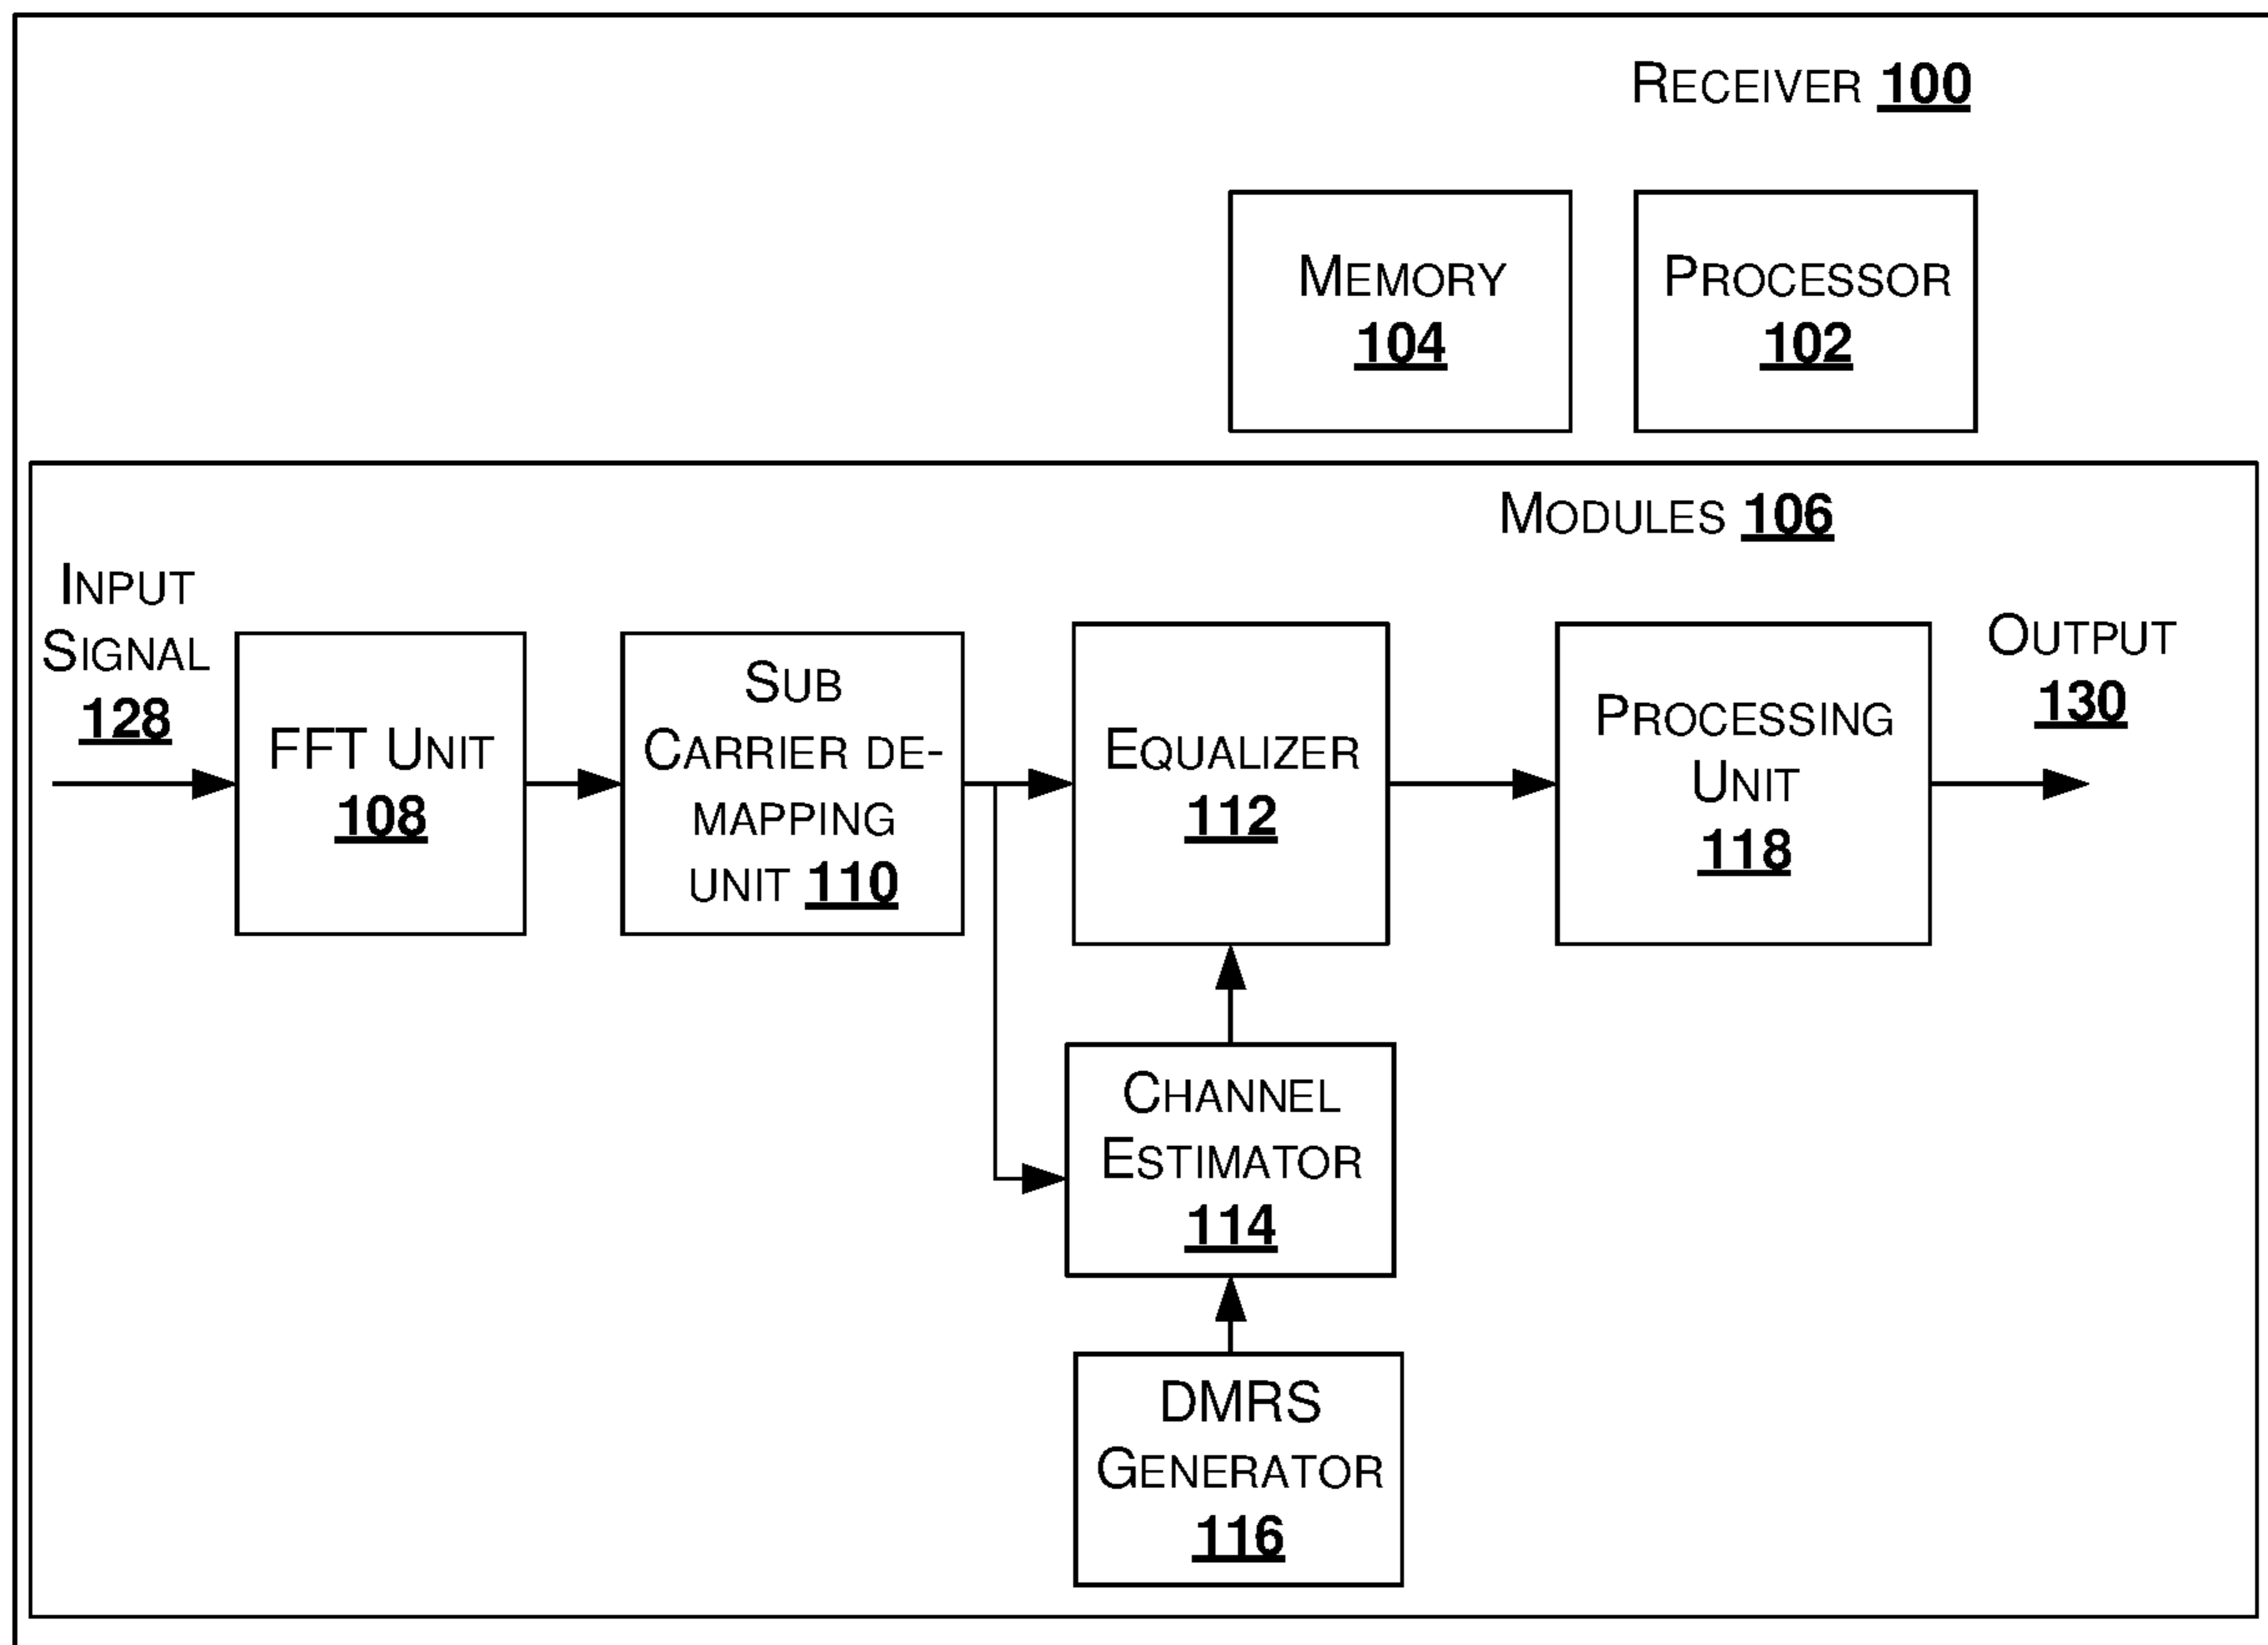 RECEIVER 100
MEMORY
104
PROCESSOR
102
MODULES 106
INPUT
SIGNAL
128
FFT UNIT
108
SUB
CARRIER DE-
MAPPING
UNIT 110
EQUALIZER
112
PROCESSING
UNIT
118
OUTPUT
130
CHANNEL
ESTIMATOR
114
DMRS
GENERATOR
116